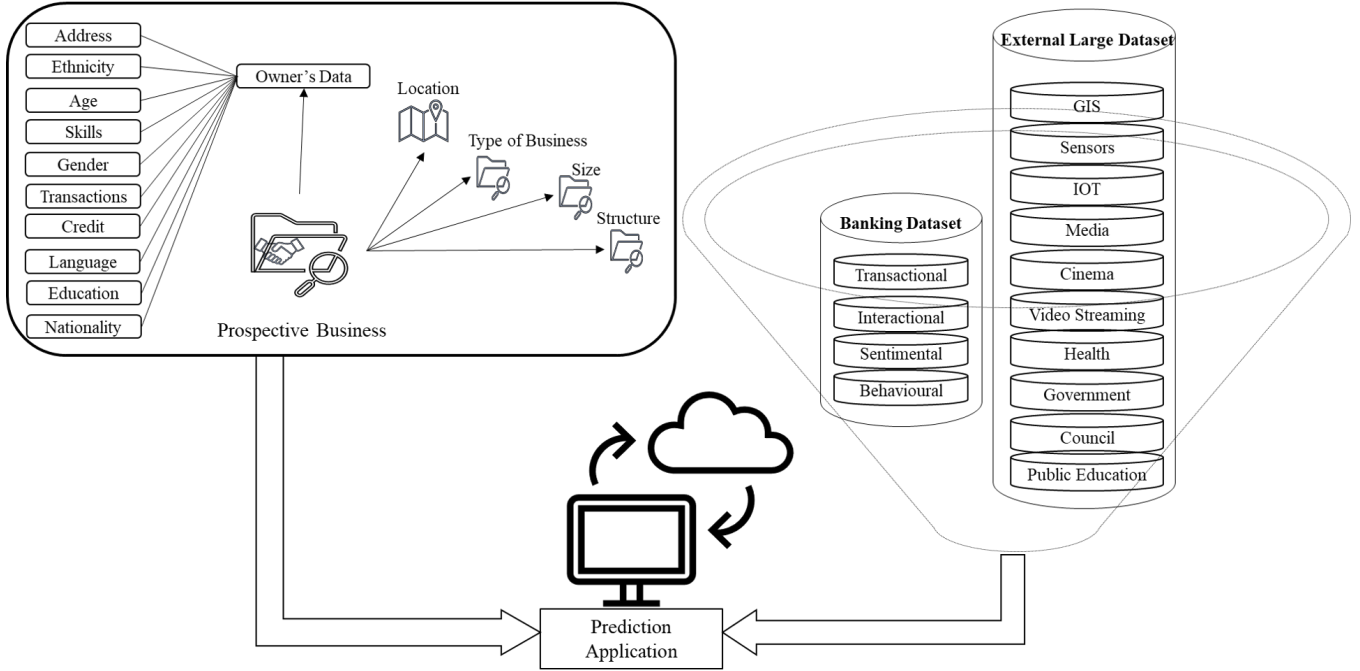 Address
Ethnicity
Age
Skills
Gender
Transactions
Credit
Language
Education
Nationality
Owner's Data
Location
Type of Business
Size
Structure
Prospective Business
Banking Dataset
Transactional
Interactional
Sentimental
Behavioural
External Large Dataset
GIS
Sensors
IOT
Media
Cinema
Video Streaming
Health
Government
Council
Public Education
Prediction
Application